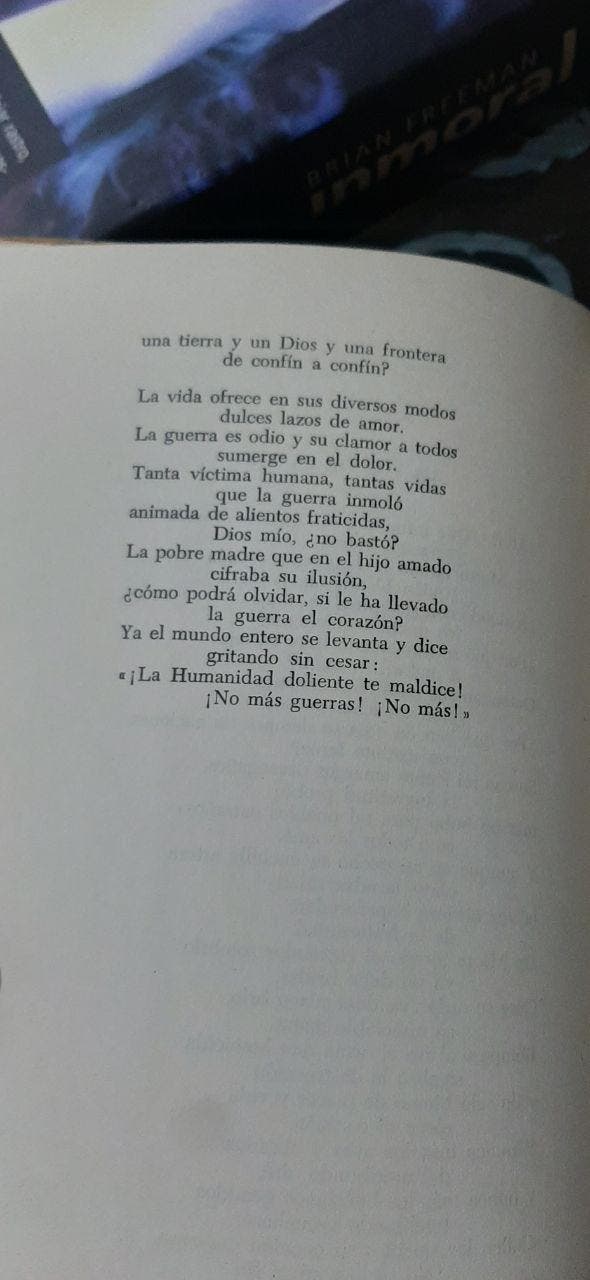 BRIAN FREEMAN
inmoral
una tierra y un Dios y una frontera
de confín a confín?
La vida ofrece en sus diversos modos
dulces lazos de amor.
La guerra es odio y su clamor a todos
sumerge en el dolor.
Tanta víctima humana, tantas vidas
que la guerra inmoló
animada de alientos fraticidas,
Dios mío, ¿no bastó?
La pobre madre que en el hijo amado
cifraba su ilusión,
¿cómo podrá olvidar, si le ha llevado
la guerra el corazón?
Ya el mundo entero se levanta y dice
gritando sin cesar:
«¡La Humanidad doliente te maldice!
¡No más guerras! ¡No más!»